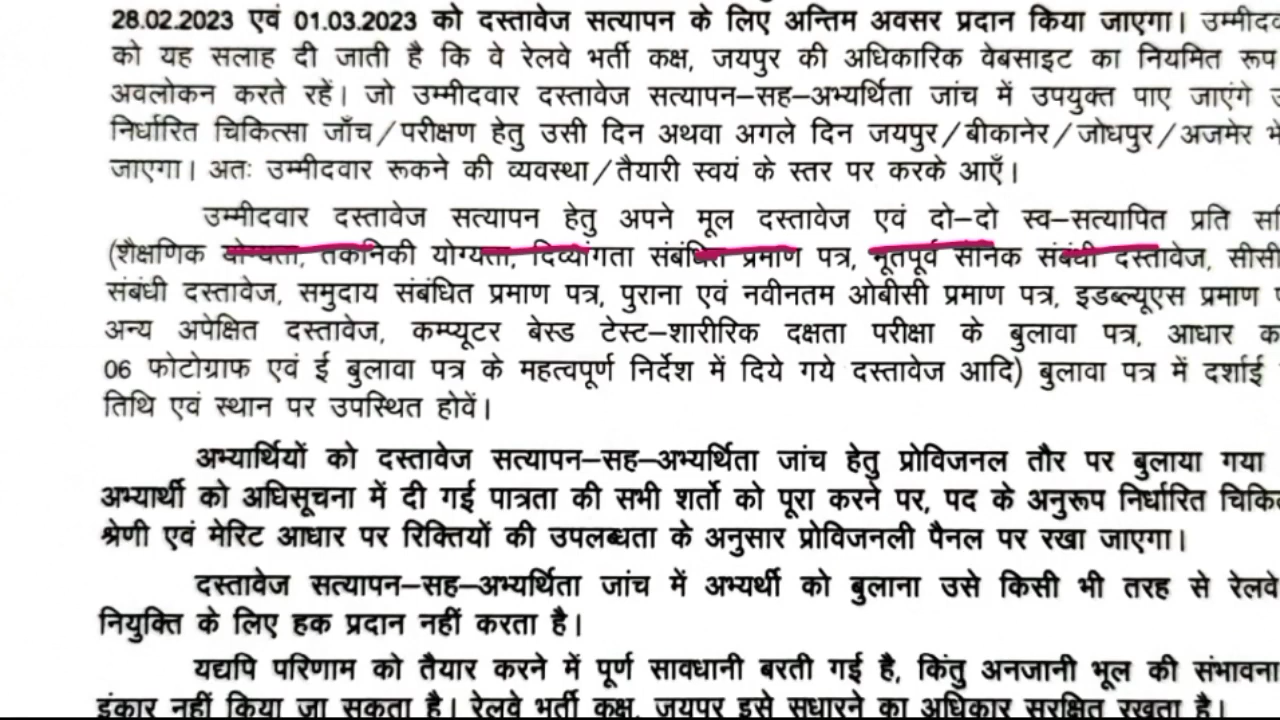 28.02.2023 एवं 01.03.2023 को दस्तावेज सत्यापन के लिए अन्तिम अवसर प्रदान किया जाएगा।
को यह सलाह दी जाती है कि वे रेलवे भर्ती कक्ष, जयपुर की अधिकारिक वेबसाइट का नियमित रूप
अवलोकन करते रहें। जो उम्मीदवार दस्तावेज सत्यापन–सह–अभ्यर्थिता जांच में उपयुक्त पाए जाएंगे
निर्धारित चिकित्सा जाँच/परीक्षण हेतु उसी दिन अथवा अगले दिन जयपुर/बीकानेर/जोधपुर/अजमेर
जाएगा। अतः उम्मीदवार रूकने की व्यवस्था/तैयारी स्वयं के स्तर पर करके आएँ।
उम्मीदवार दस्तावेज सत्यापन हेतु अपने मूल दस्तावेज एवं दो–दो स्व–सत्यापित प्रति
(शैक्षणिक योग्यता, तकनिकी योग्यता, दिव्यांगता संबंधित प्रमाण पत्र, भूतपूर्व सैनिक संबंधी दस्तावेज,
संबंधी दस्तावेज, समुदाय संबंधित प्रमाण पत्र, पुराना एवं नवीनतम ओबीसी प्रमाण पत्र, इडब्ल्यूएस प्रमाण
अन्य अपेक्षित दस्तावेज, कम्प्यूटर बेस्ड टेस्ट–शारीरिक दक्षता परीक्षा के बुलावा पत्र, आधार
06 फोटोग्राफ एवं ई बुलावा पत्र के महत्वपूर्ण निर्देश में दिये गये दस्तावेज आदि) बुलावा पत्र में दर्शाई
तिथि एवं स्थान पर उपस्थित होवें।
अभ्यार्थियों को दस्तावेज सत्यापन–सह–अभ्यर्थिता जांच हेतु प्रोविजनल तौर पर बुलाया गया
अभ्यार्थी को अधिसूचना में दी गई पात्रता की सभी शर्तो को पूरा करने पर, पद के अनुरूप निर्धारित
श्रेणी एवं मेरिट आधार पर रिक्तियों की उपलब्धता के अनुसार प्रोविजनली पैनल पर रखा जाएगा।
दस्तावेज सत्यापन–सह–अभ्यर्थिता जांच में अभ्यर्थी को बुलाना उसे किसी भी तरह से रेलवे
नियुक्ति के लिए हक प्रदान नहीं करता है।
यद्यपि परिणाम को तैयार करने में पूर्ण सावधानी बरती गई है, किंतु अनजानी भूल की संभावना
इंकार नहीं किया जा सकता है। रेलवे भर्ती कक्ष, जयपुर इसे सुधारने का अधिकार सुरक्षित रखता है।